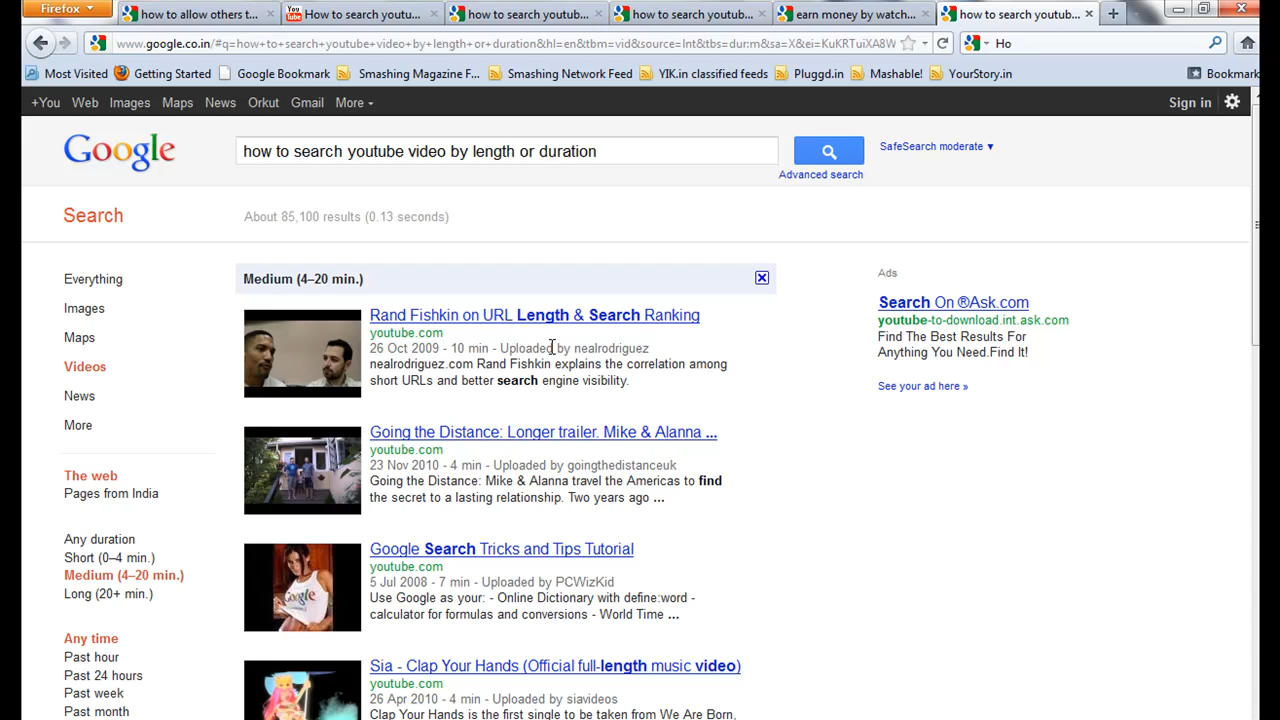 Firefox
how to allow others t...
You Tube How to search youtu...
how to search youtub...
how to search youtub...
earn money by watch...
how to search youtub...
www.google.co.in/#q=how+to+search+youtube+video+by+length+or+duration&hl=en&tbm=vid&source=lnt&tbs=dur:m&sa=X&ei=KuKRTuiXA8W
Ho
Most Visited
Getting Started
Google Bookmark
Smashing Magazine F...
Smashing Network Feed
YIK.in classified feeds
Pluggd.in
Mashable!
YourStory.in
Bookmark
+You Web Images Maps News Orkut Gmail More
Sign in
Google
how to search youtube video by length or duration
SafeSearch moderate ▼
Advanced search
Search
About 85,100 results (0.13 seconds)
Everything
Images
Maps
Videos
News
More
The web
Pages from India
Any duration
Short (0–4 min.)
Medium (4–20 min.)
Long (20+ min.)
Any time
Past hour
Past 24 hours
Past week
Past month
Medium (4–20 min.)
Rand Fishkin on URL Length & Search Ranking
youtube.com
26 Oct 2009 - 10 min - Uploaded by nealrodriguez
nealrodriguez.com Rand Fishkin explains the correlation among
short URLs and better search engine visibility.
Going the Distance: Longer trailer. Mike & Alanna ...
youtube.com
23 Nov 2010 - 4 min - Uploaded by goingthedistanceuk
Going the Distance: Mike & Alanna travel the Americas to find
the secret to a lasting relationship. Two years ago ...
Google
Google Search Tricks and Tips Tutorial
youtube.com
5 Jul 2008 - 7 min - Uploaded by PCWizKid
Use Google as your: - Online Dictionary with define:word -
calculator for formulas and conversions - World Time ...
Sia - Clap Your Hands (Official full-length music video)
youtube.com
26 Apr 2010 - 4 min - Uploaded by siavideos
Clap Your Hands is the first single to be taken from We Are Born,
Ads
Search On ®Ask.com
youtube-to-download.int.ask.com
Find The Best Results For
Anything You Need.Find It!
See your ad here »